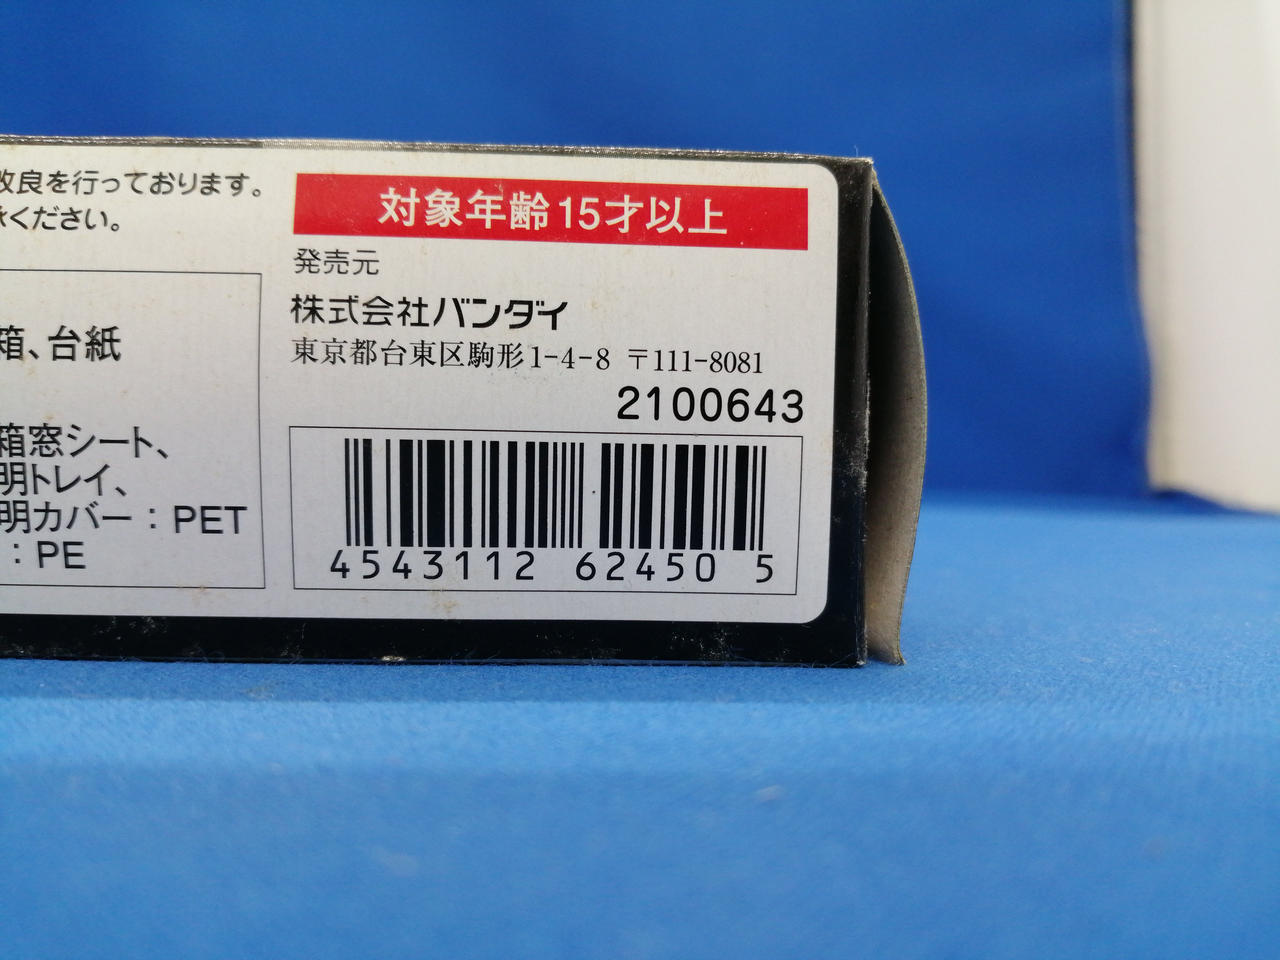 改良を行っております。
承ください。
箱、台紙
箱窓シート、
明トレイ、
明カバー：PET
：PE
対象年齢15才以上
発売元
株式会社バンダイ
東京都台東区駒形1-4-8 〒111-8081
2100643
4543112 62450 5